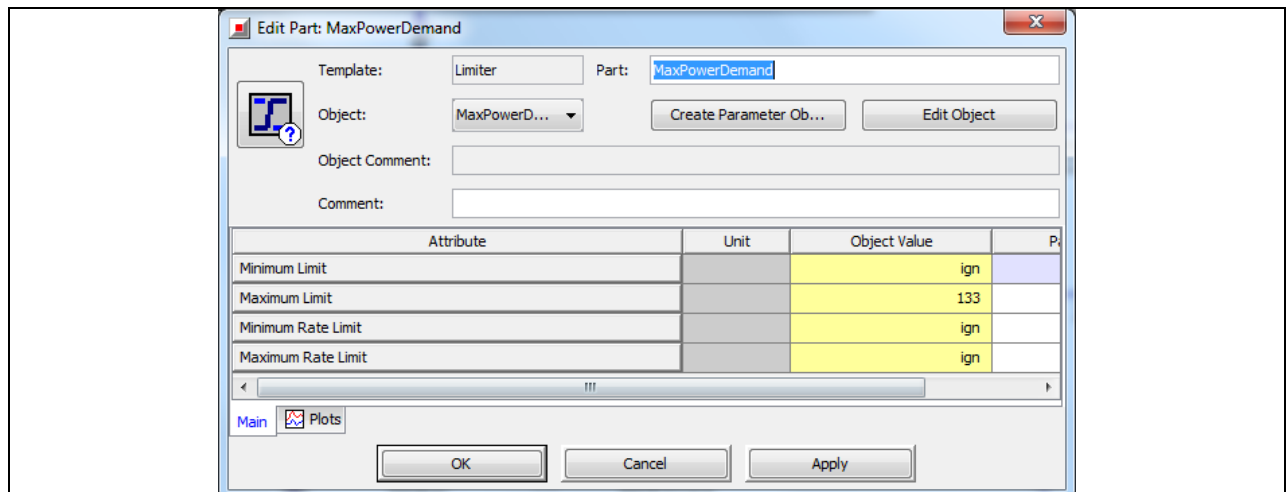 Edit Part: MaxPowerDemand
Template: Limiter Part: MaxPowerDemand
Object: MaxPowerD... Create Parameter Ob... Edit Object
Object Comment:
Comment:
Attribute Unit Object Value
Minimum Limit ign
Maximum Limit 133
Minimum Rate Limit ign
Maximum Rate Limit ign
Main Plots
OK Cancel Apply